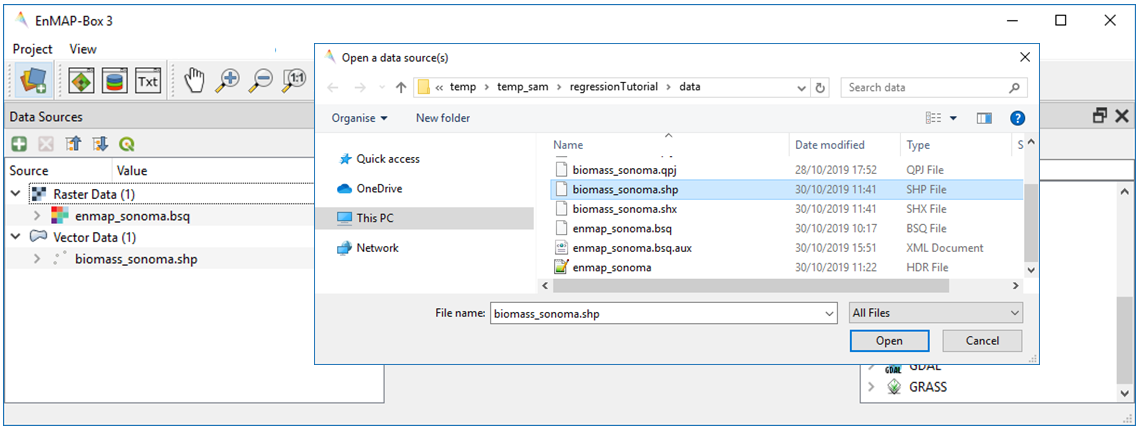 EnMAP-Box 3
Project View
Txt
1:1
Data Sources
Source Value
Raster Data (1)
enmap_sonoma.bsq
Vector Data (1)
biomass_sonoma.shp
Open a data source(s)
« temp › temp_sam › regressionTutorial › data
Search data
Organise New folder
Quick access
OneDrive
This PC
Network
Name Date modified Type S
biomass_sonoma.qpj 28/10/2019 17:52 QPJ File
biomass_sonoma.shp 30/10/2019 11:41 SHP File
biomass_sonoma.shx 30/10/2019 11:41 SHX File
enmap_sonoma.bsq 30/10/2019 10:17 BSQ File
enmap_sonoma.bsq.aux 30/10/2019 15:51 XML Document
enmap_sonoma 30/10/2019 11:22 HDR File
File name: biomass_sonoma.shp All Files
Open Cancel
GDAL GDAL
GRASS